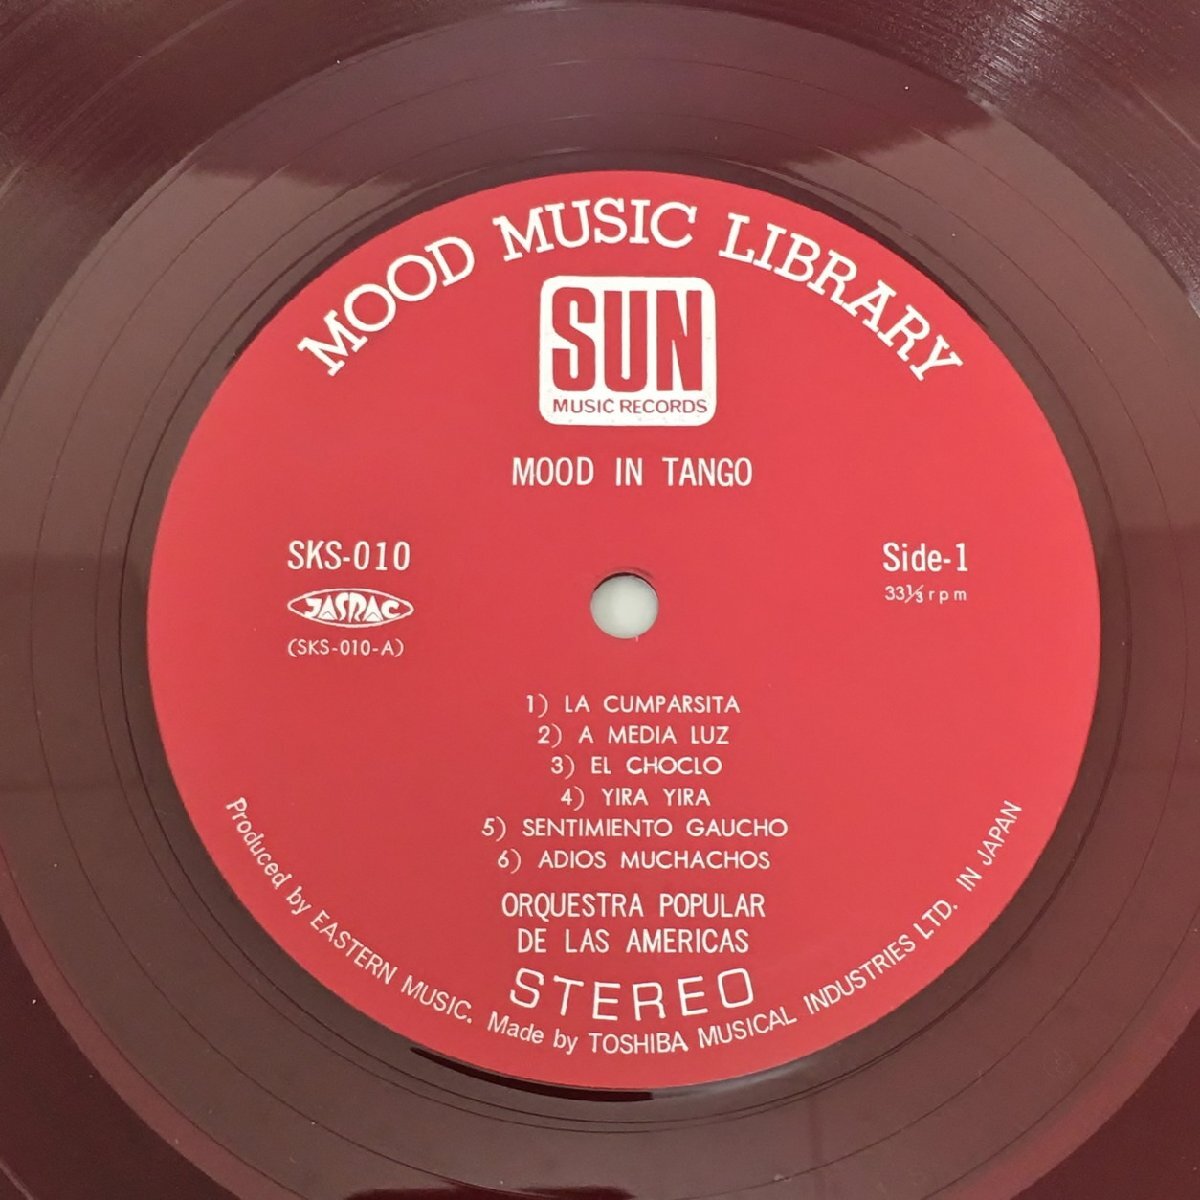 MOOD MUSIC LIBRARY
SUN
MUSIC RECORDS
MOOD IN TANGO
SKS-010
JASRAC
(SKS-010-A)
Side-1
33⅓ rpm
1) LA CUMPARSITA
2) A MEDIA LUZ
3) EL CHOCLO
4) YIRA YIRA
5) SENTIMIENTO GAUCHO
6) ADIOS MUCHACHOS
ORQUESTRA POPULAR
DE LAS AMERICAS
STEREO
Produced by EASTERN MUSIC. Made by TOSHIBA MUSICAL INDUSTRIES LTD. IN JAPAN